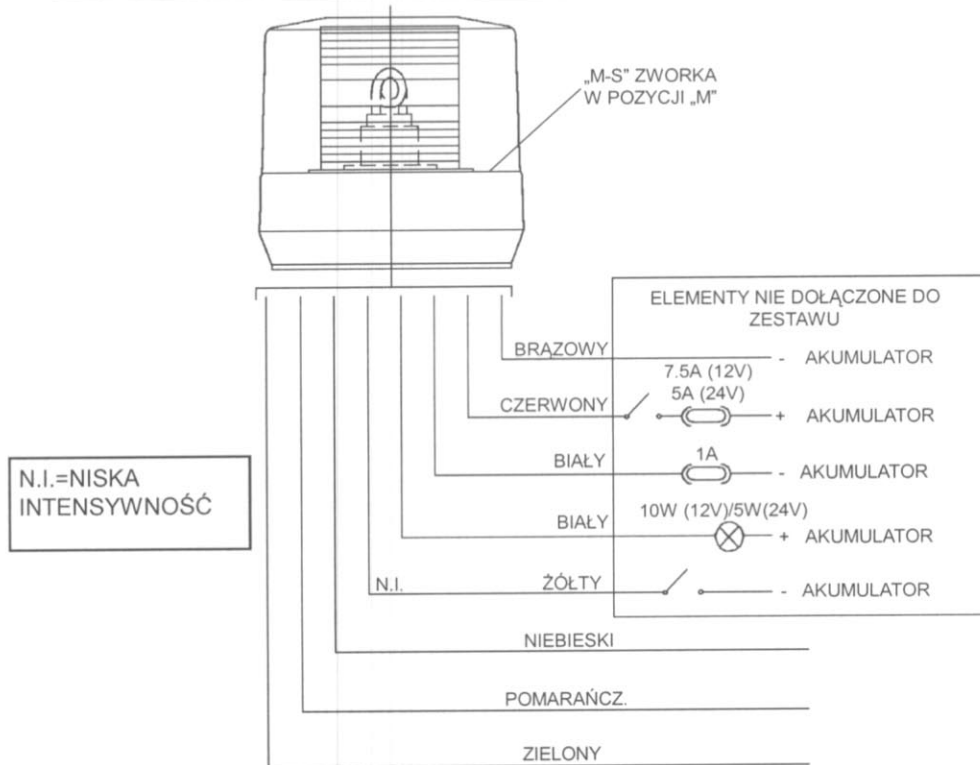 „M-S” ZWORKA
W POZYCJI „M”
ELEMENTY NIE DOŁĄCZONE DO
ZESTAWU
BRĄZOWY
- AKUMULATOR
7.5A (12V)
5A (24V)
CZERWONY
+ AKUMULATOR
BIAŁY
1A
- AKUMULATOR
10W (12V)/5W(24V)
BIAŁY
+ AKUMULATOR
N.I.
ŻÓŁTY
- AKUMULATOR
N.I.=NISKA
INTENSYWNOŚĆ
NIEBIESKI
POMARAŃCZ.
ZIELONY